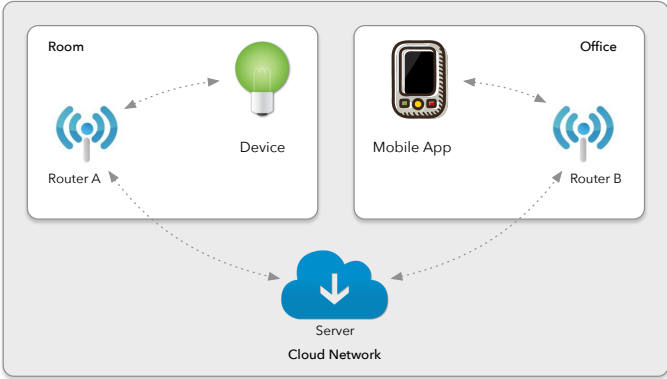 Room
Device
Router A
Office
Mobile App
Router B
Server
Cloud Network